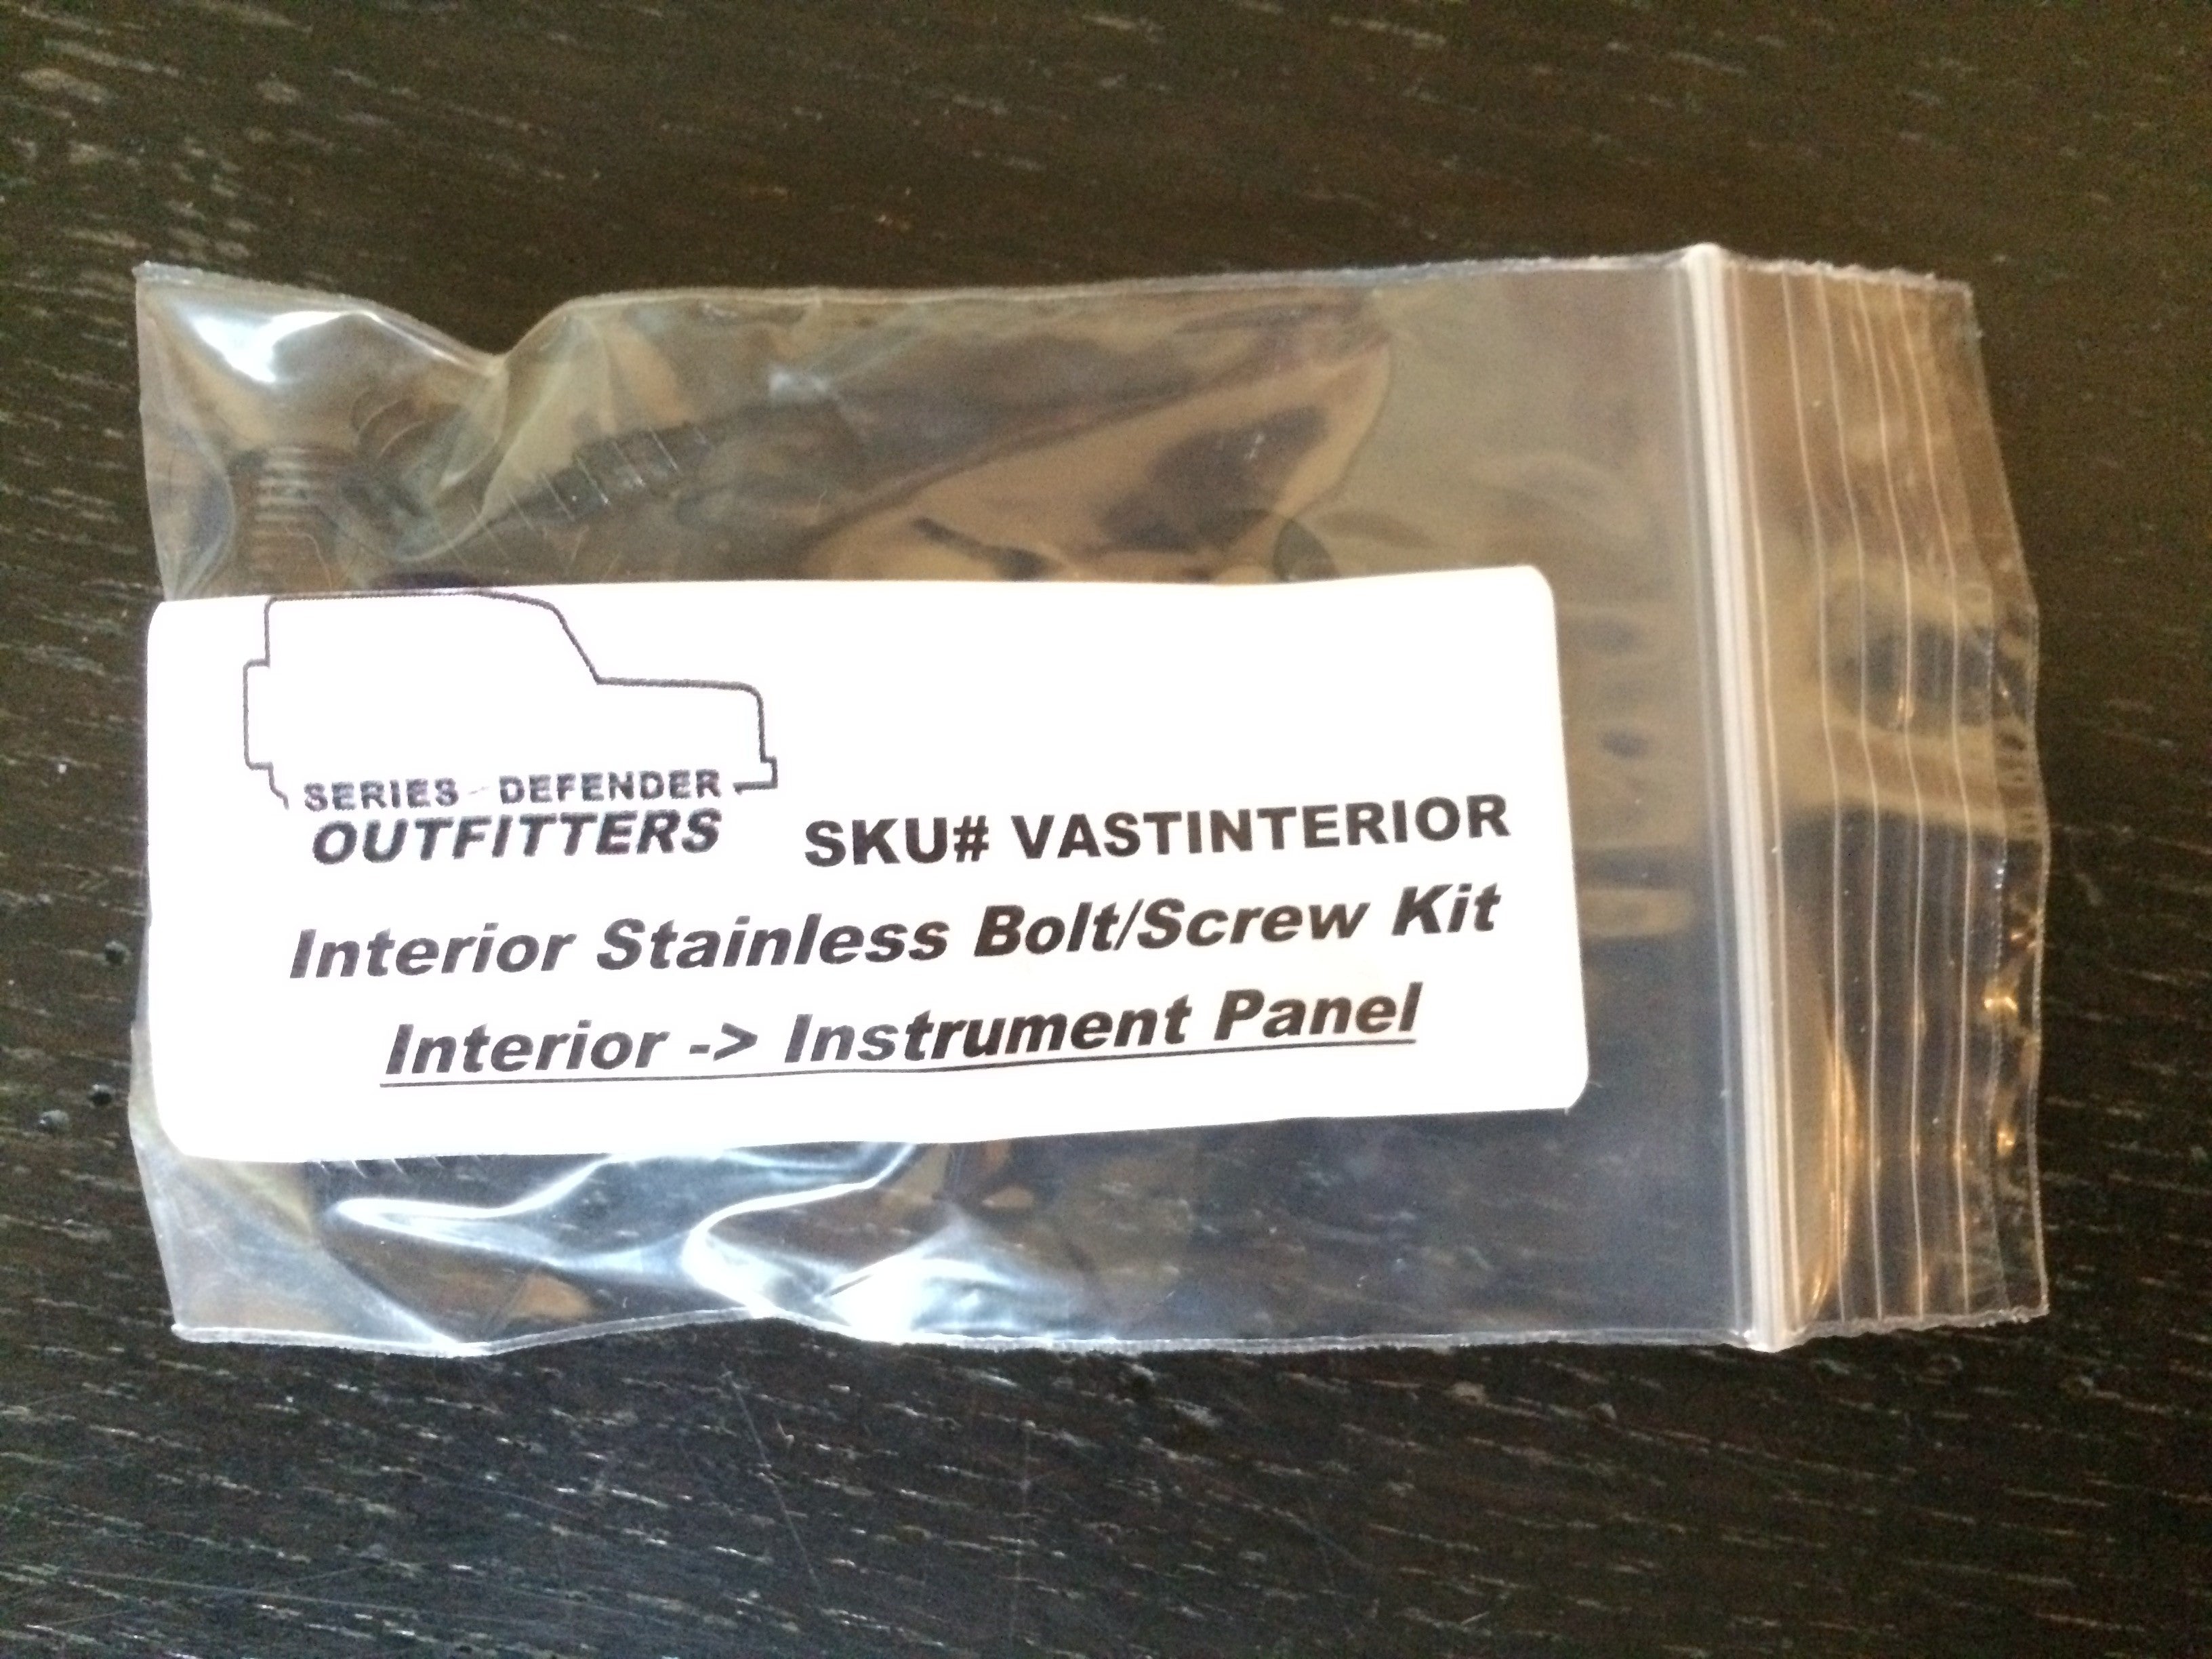 SERIES - DEFENDER
OUTFITTERS
SKU# VASTINTERIOR
Interior Stainless Bolt/Screw Kit
Interior -> Instrument Panel